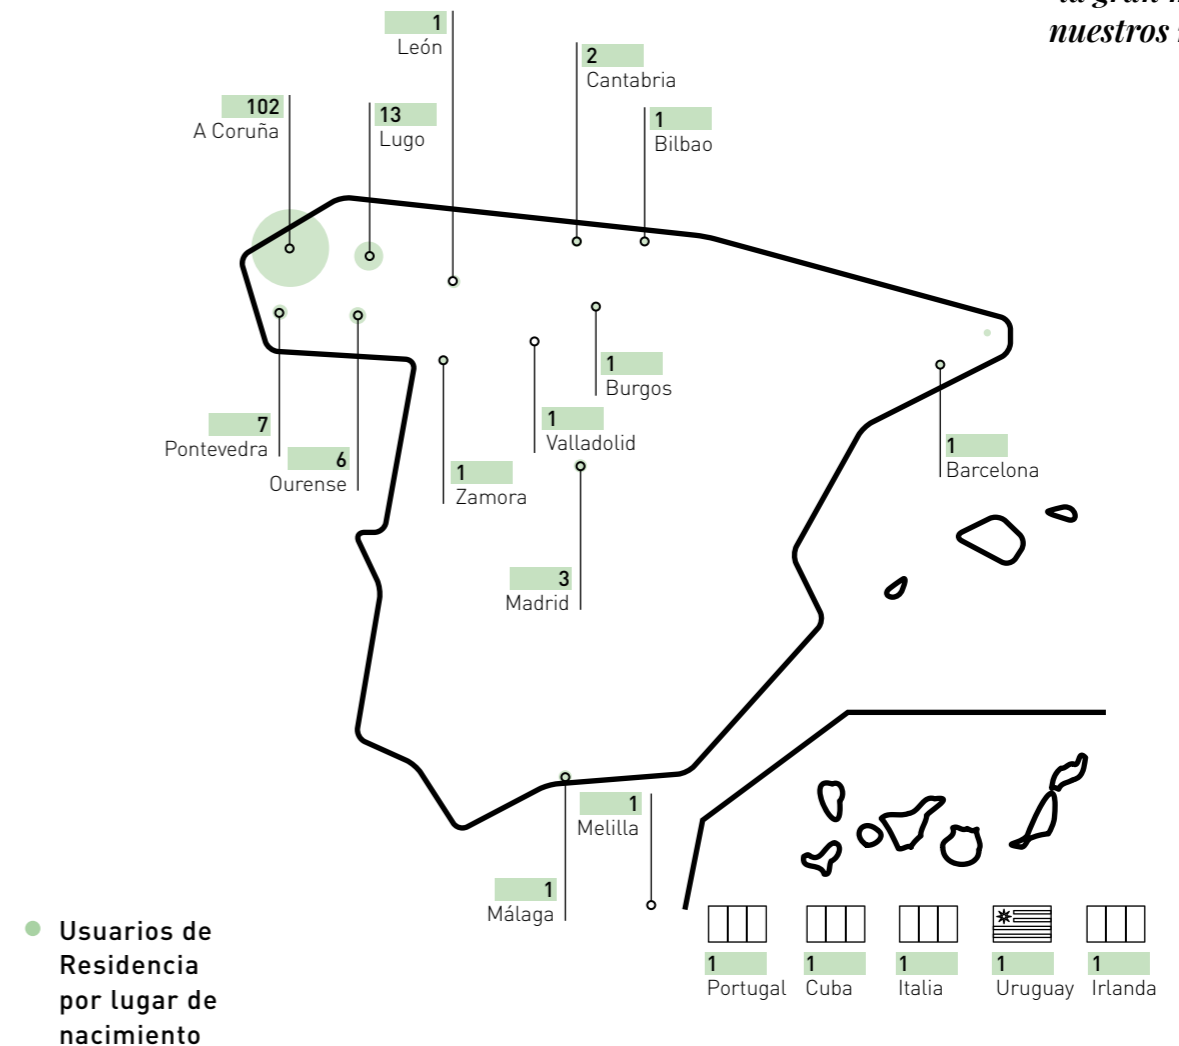 nuestros
1
León
2
Cantabria
102
A Coruña
13
Lugo
1
Bilbao
1
Burgos
1
Valladolid
7
Pontevedra
6
Ourense
1
Zamora
1
Barcelona
3
Madrid
1
Melilla
1
Málaga
Usuarios de
Residencia
por lugar de
nacimiento
1
Portugal
1
Cuba
1
Italia
1
Uruguay
1
Irlanda